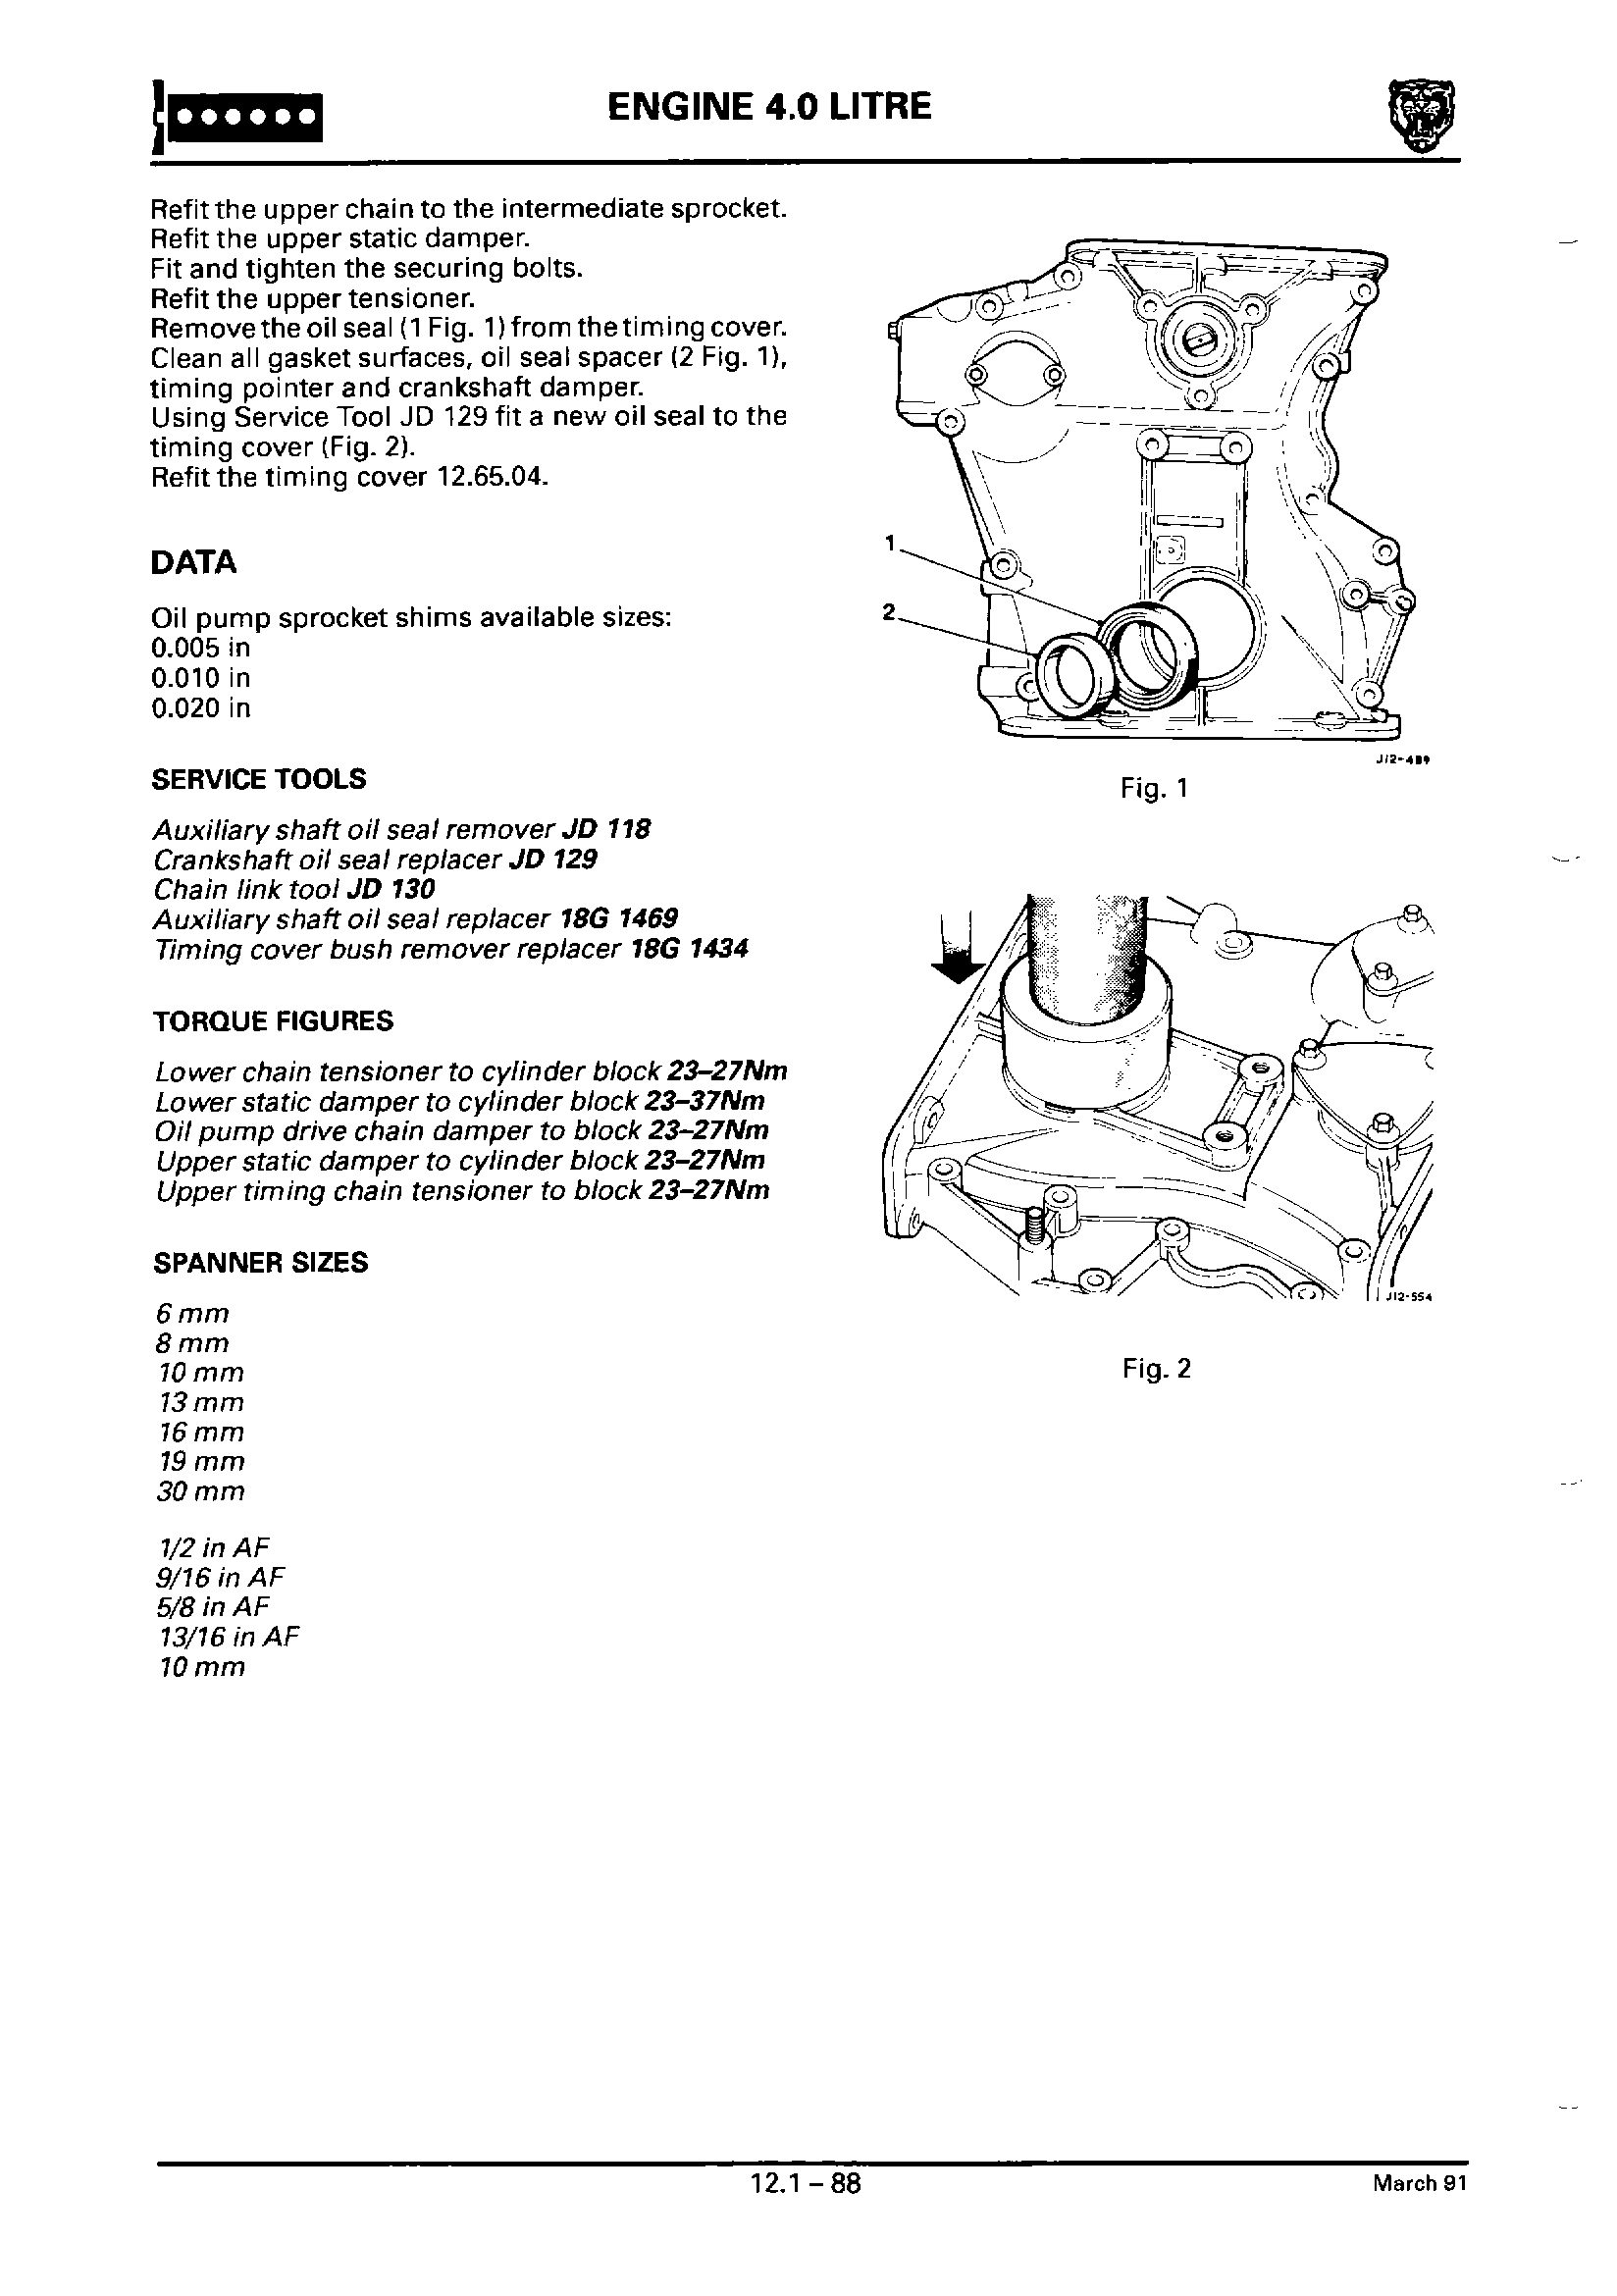 ENGINE 4.0 LITRE
Refit the upper chain to the intermediate sprocket.
Refit the upper static damper.
Fit and tighten the securing bolts.
Refit the upper tensioner.
Remove the oil seal (1 Fig. 1) from the timing cover.
Clean all gasket surfaces, oil seal spacer (2 Fig. 1),
timing pointer and crankshaft damper.
Using Service Tool JD 129 fit a new oil seal to the
timing cover (Fig. 2).
Refit the timing cover 12.65.04.
DATA
Oil pump sprocket shims available sizes:
0.005 in
0.010 in
0.020 in
SERVICE TOOLS
Auxiliary shaft oil seal remover JD 118
Crankshaft oil seal replacer JD 129
Chain link tool JD 130
Auxiliary shaft oil seal replacer 18G 1469
Timing cover bush remover replacer 18G 1434
TORQUE FIGURES
Lower chain tensioner to cylinder block 23–27Nm
Lower static damper to cylinder block 23–37Nm
Oil pump drive chain damper to block 23–27Nm
Upper static damper to cylinder block 23–27Nm
Upper timing chain tensioner to block 23–27Nm
SPANNER SIZES
6 mm
8 mm
10 mm
13 mm
16 mm
19 mm
30 mm
1/2 in AF
9/16 in AF
5/8 in AF
13/16 in AF
10 mm
1
2
Fig. 1
J12-554
Fig. 2
12.1 – 88
March 91